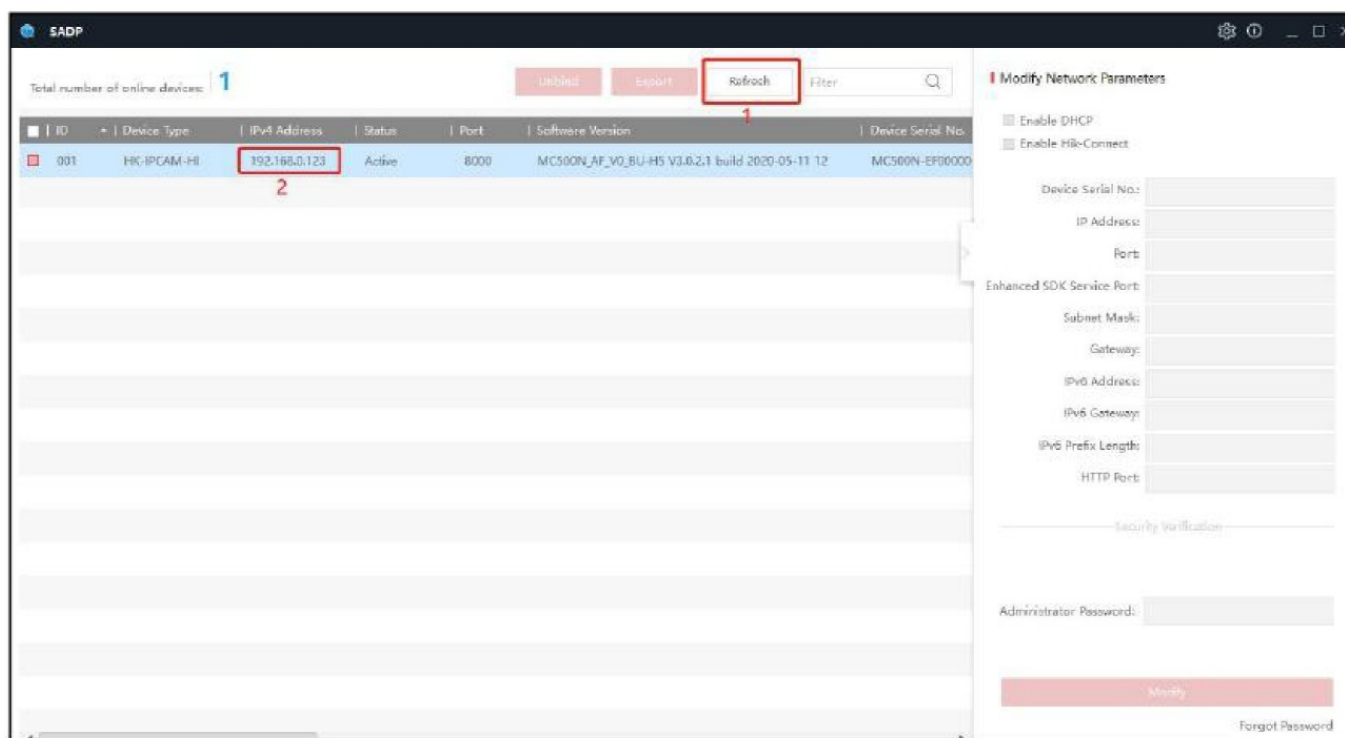 SADP
Total number of online devices: 1
Unbind Export Refresh Filter
1
ID Device Type IPv4 Address Status Port Software Version Device Serial No.
001 HK-IPCAM-HI 192.168.0.123 Active 8000 MC500N_AF_V0_BU-H5 V3.0.2.1 build 2020-05-11 12 MC500N-EF00000
2
Modify Network Parameters
Enable DHCP
Enable Hik-Connect
Device Serial No.:
IP Address:
Port:
Enhanced SDK Service Port:
Subnet Mask:
Gateway:
IPv6 Address:
IPv6 Gateway:
IPv6 Prefix Length:
HTTP Port:
Security Verification
Administrator Password:
Modify
Forgot Password